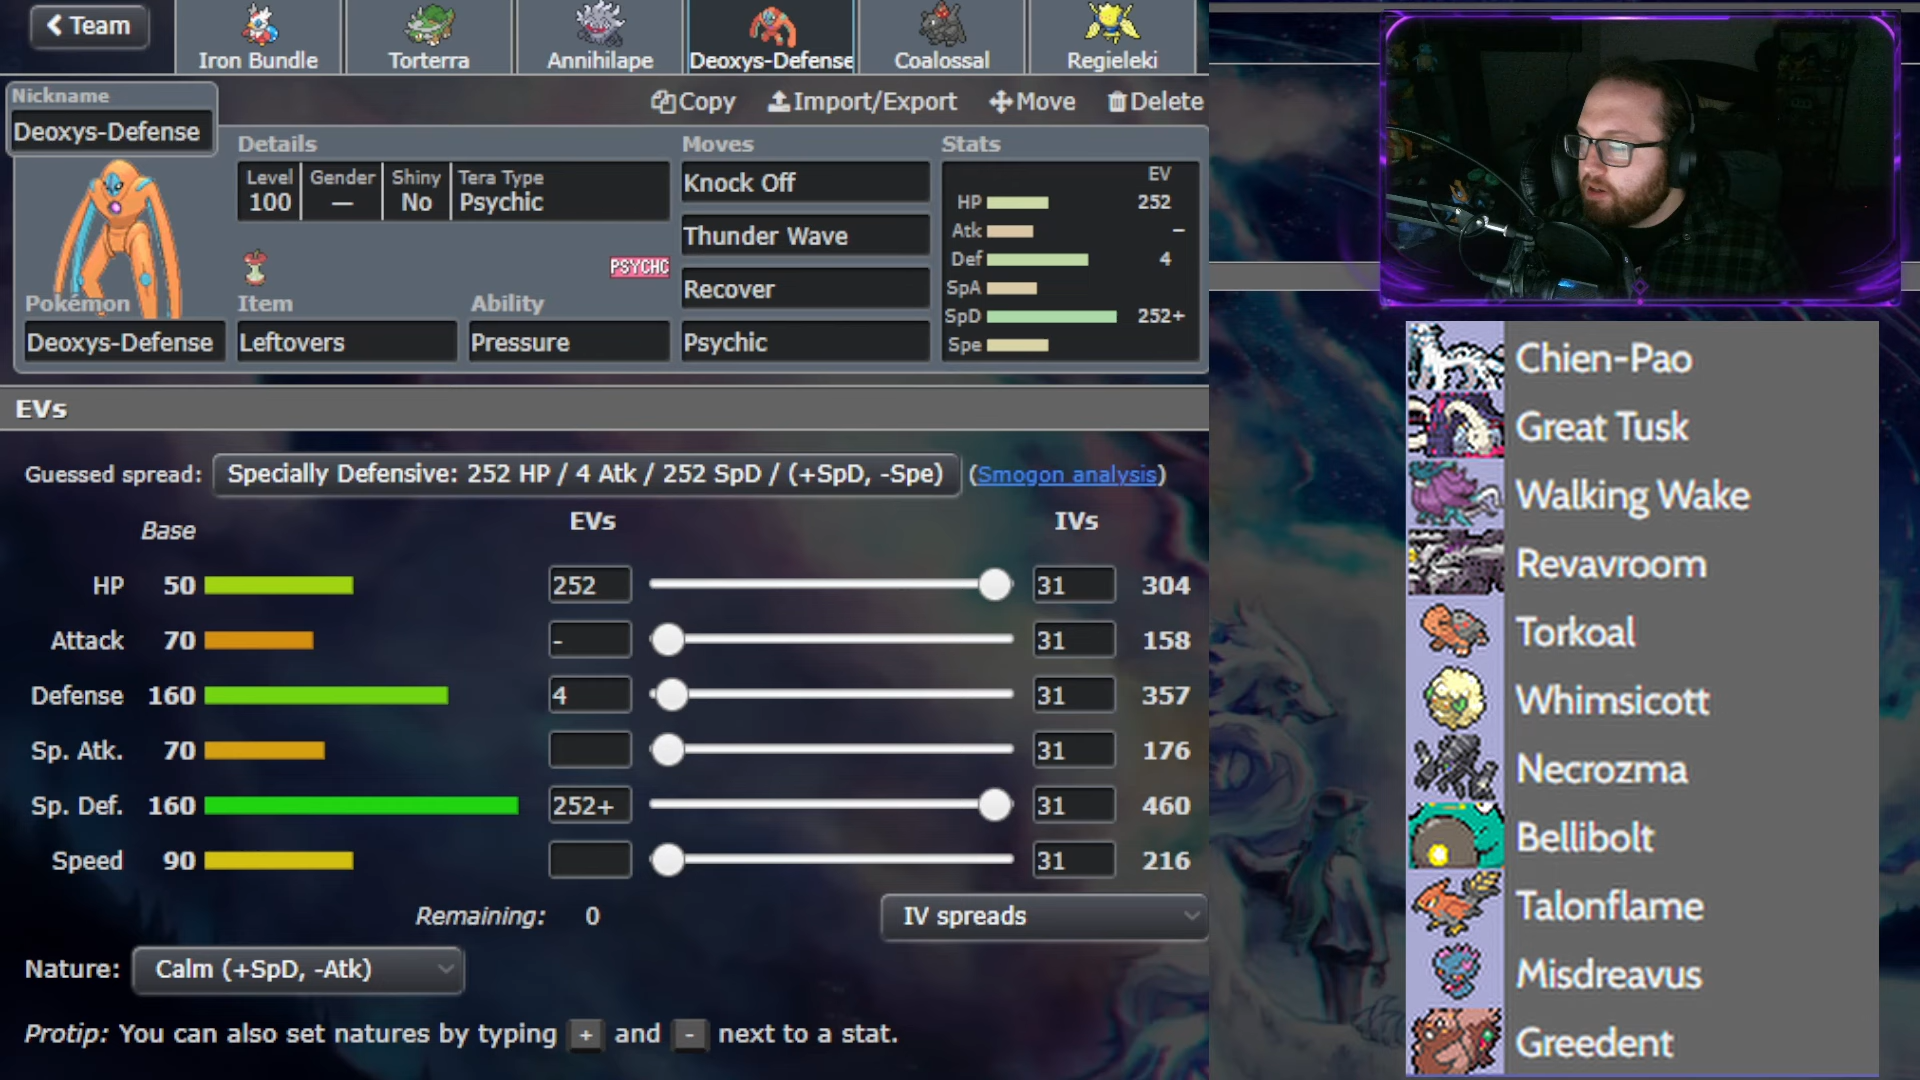 Team
Iron Bundle
Torterra
Annihilape
Deoxys-Defense
Coalossal
Regieleki
Nickname
Deoxys-Defense
Copy
Import/Export
Move
Delete
Details
Moves
Stats
Level
100
Gender
—
Shiny
No
Tera Type
Psychic
PSYCHC
Pokémon
Deoxys-Defense
Item
Leftovers
Ability
Pressure
Knock Off
Thunder Wave
Recover
Psychic
EV
HP 252
Atk –
Def 4
SpA
SpD 252+
Spe
EVs
Guessed spread: Specially Defensive: 252 HP / 4 Atk / 252 SpD / (+SpD, -Spe) (Smogon analysis)
Base EVs IVs
HP 50 252 31 304
Attack 70 - 31 158
Defense 160 4 31 357
Sp. Atk. 70 31 176
Sp. Def. 160 252+ 31 460
Speed 90 31 216
Remaining: 0
IV spreads
Nature: Calm (+SpD, -Atk)
Protip: You can also set natures by typing + and - next to a stat.
Chien-Pao
Great Tusk
Walking Wake
Revavroom
Torkoal
Whimsicott
Necrozma
Bellibolt
Talonflame
Misdreavus
Greedent